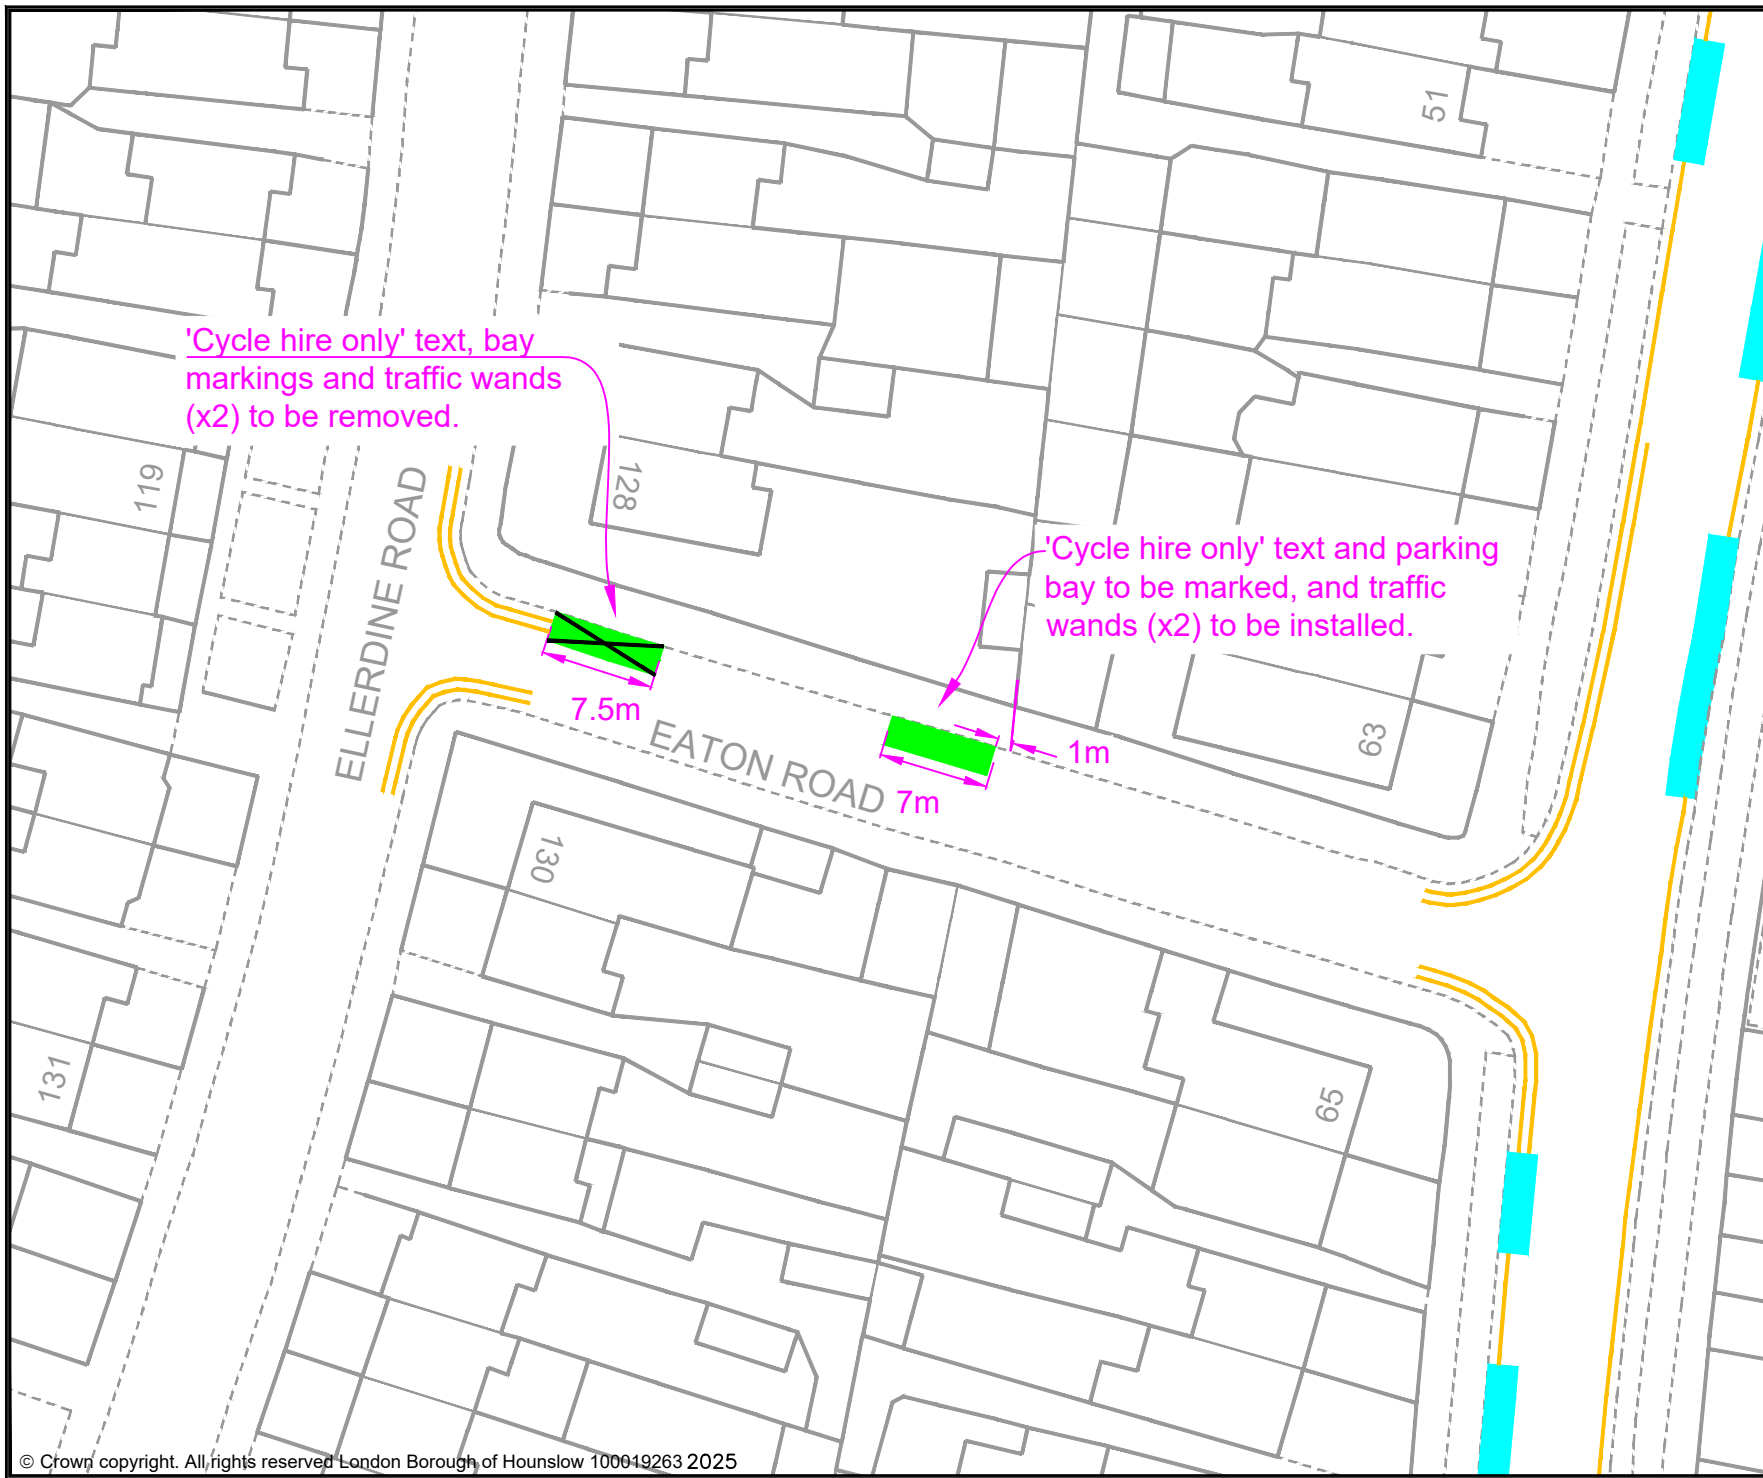 51
'Cycle hire only' text, bay
markings and traffic wands
(x2) to be removed.
119
128
ELLERDINE ROAD
'Cycle hire only' text and parking
bay to be marked, and traffic
wands (x2) to be installed.
7.5m
EATON ROAD
1m
7m
63
130
131
65
© Crown copyright. All rights reserved London Borough of Hounslow 100019263 2025